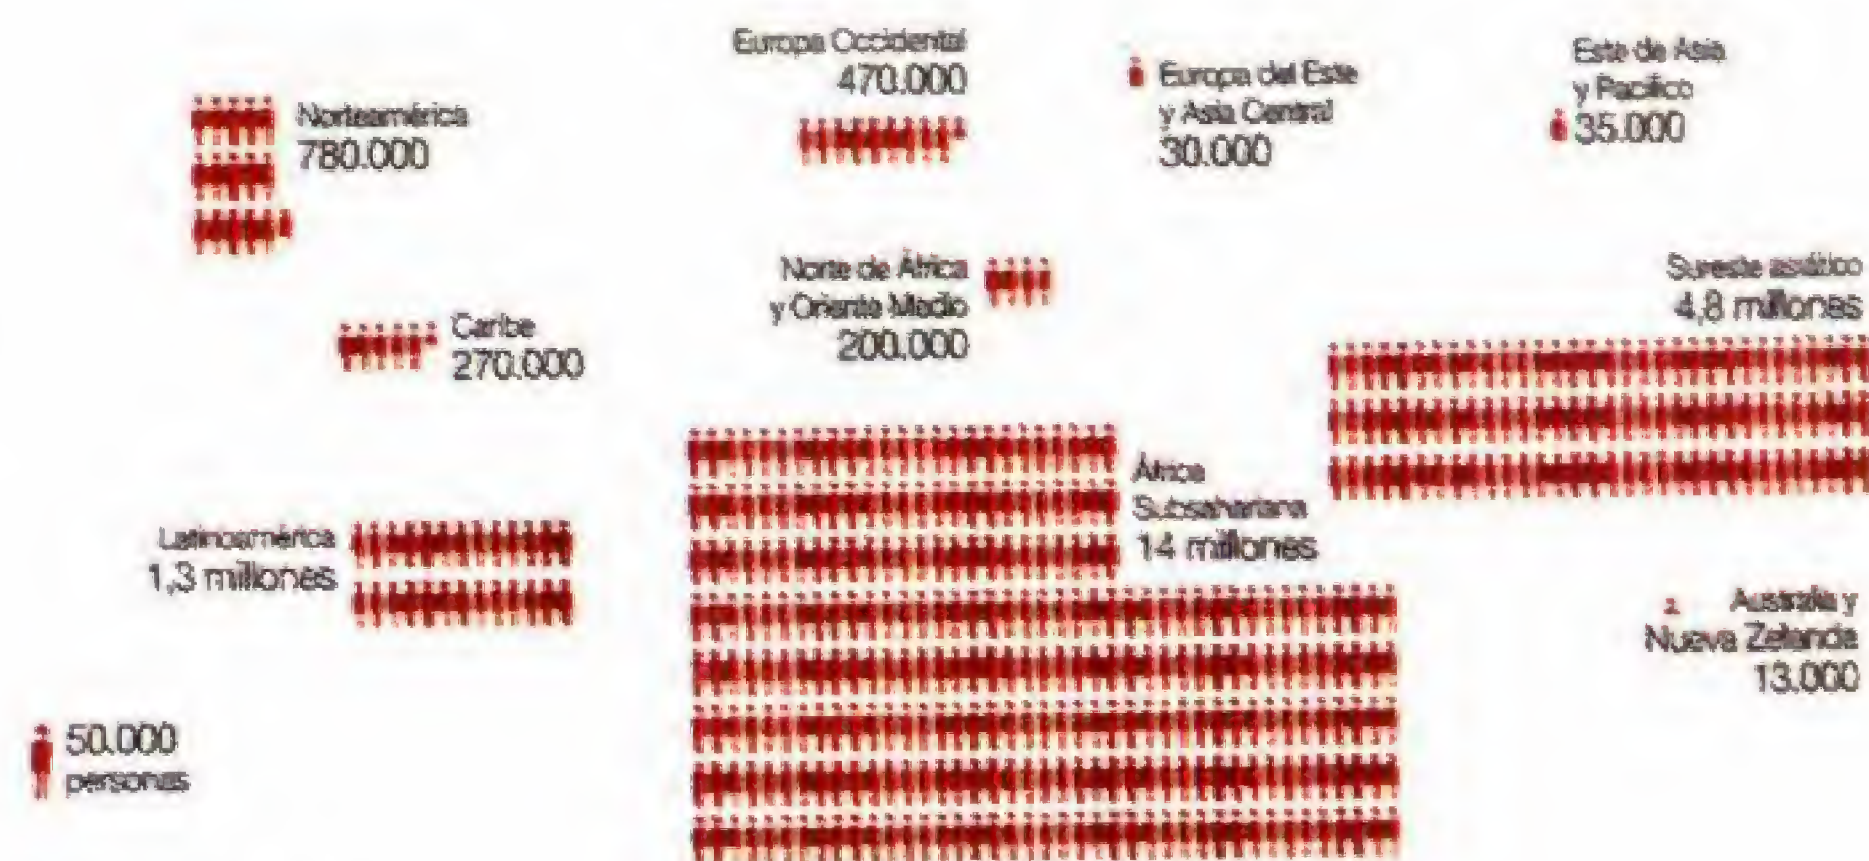 Europa Occidental
470.000
Europa del Este
y Asia Central
30.000
Este de Asia
y Pacífico
35.000
Norteamérica
780.000
Norte de África
y Oriente Medio
200.000
Sureste asiático
4,8 millones
Caribe
270.000
África
Subsahariana
14 millones
Latinoamérica
1,3 millones
Australia y
Nueva Zelanda
13.000
50.000
personas